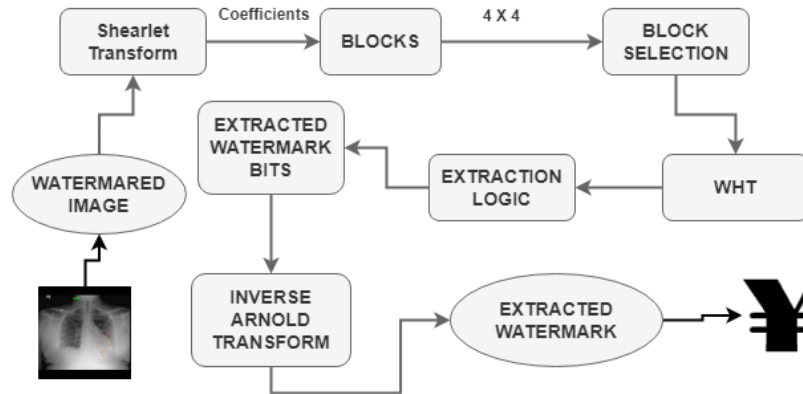 Shearlet
Transform
Coefficients
BLOCKS
4 X 4
BLOCK
SELECTION
WATERMARED
IMAGE
EXTRACTED
WATERMARK
BITS
EXTRACTION
LOGIC
WHT
INVERSE
ARNOLD
TRANSFORM
EXTRACTED
WATERMARK
¥